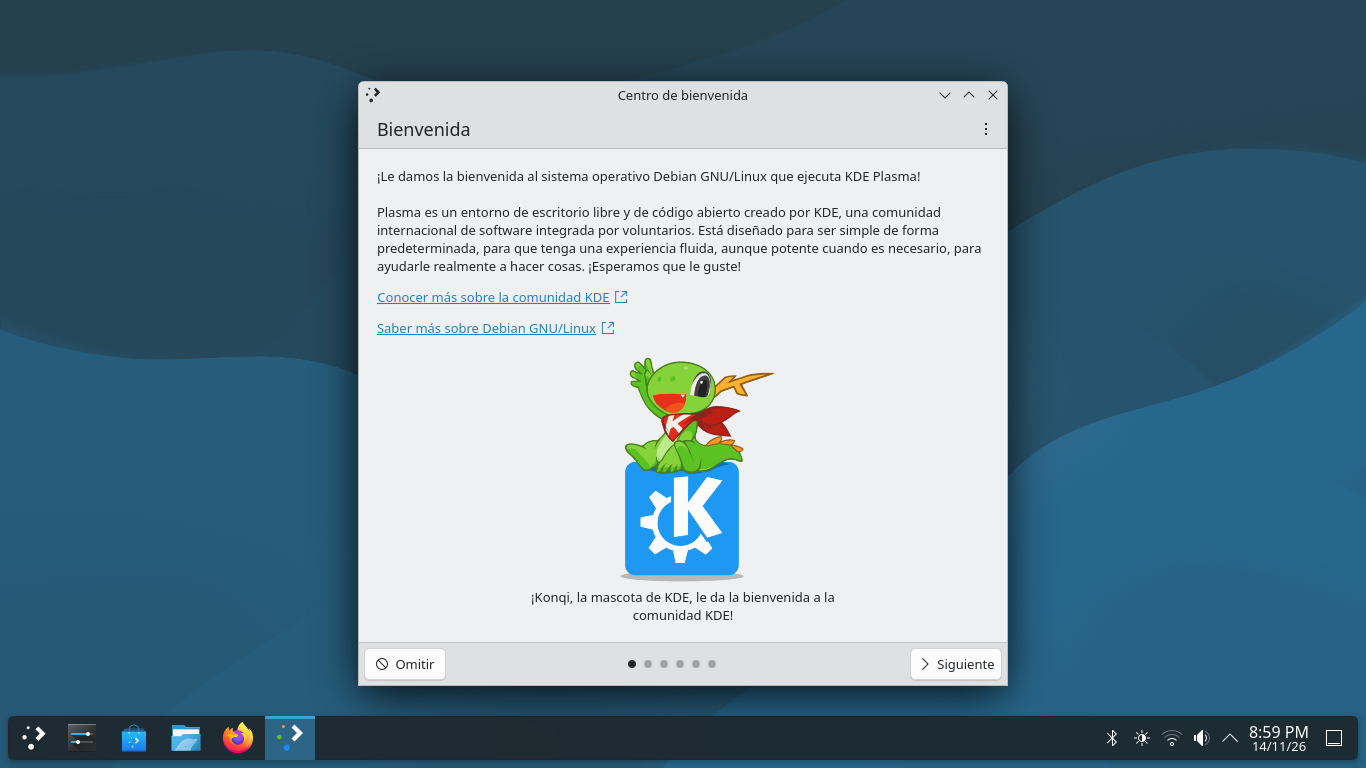 Centro de bienvenida
Bienvenida
¡Le damos la bienvenida al sistema operativo Debian GNU/Linux que ejecuta KDE Plasma!
Plasma es un entorno de escritorio libre y de código abierto creado por KDE, una comunidad
internacional de software integrada por voluntarios. Está diseñado para ser simple de forma
predeterminada, para que tenga una experiencia fluida, aunque potente cuando es necesario, para
ayudarle realmente a hacer cosas. ¡Esperamos que le guste!
Conocer más sobre la comunidad KDE
Saber más sobre Debian GNU/Linux
K
K
¡Konqi, la mascota de KDE, le da la bienvenida a la
comunidad KDE!
Omitir
Siguiente
8:59 PM
14/11/26